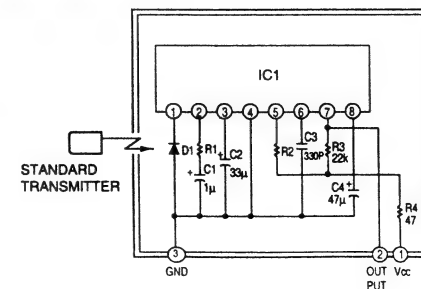 IC1
1 2 3 4 5 6 7 8
STANDARD
TRANSMITTER
D1
R1
C1
+
1μ
+
C2
33μ
R2
C3
330P
R3
22k
C4
+
47μ
R4
47
3
GND
2
OUT
PUT
1
Vcc